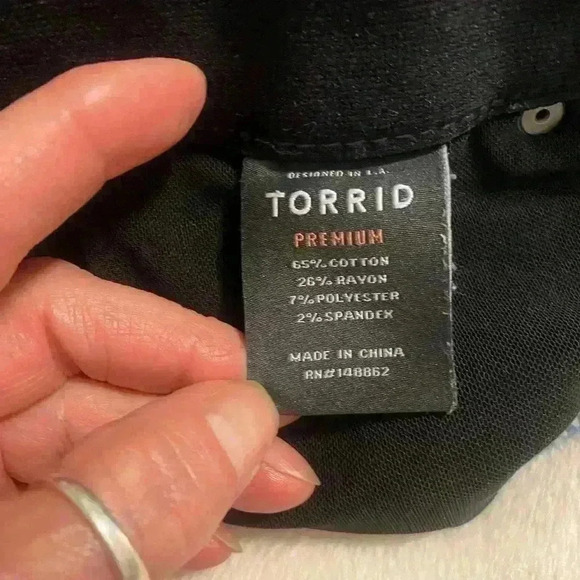 DESIGNED IN L.A.
TORRID
PREMIUM
65% COTTON
26% RAYON
7% POLYESTER
2% SPANDEX
MADE IN CHINA
RN#148862